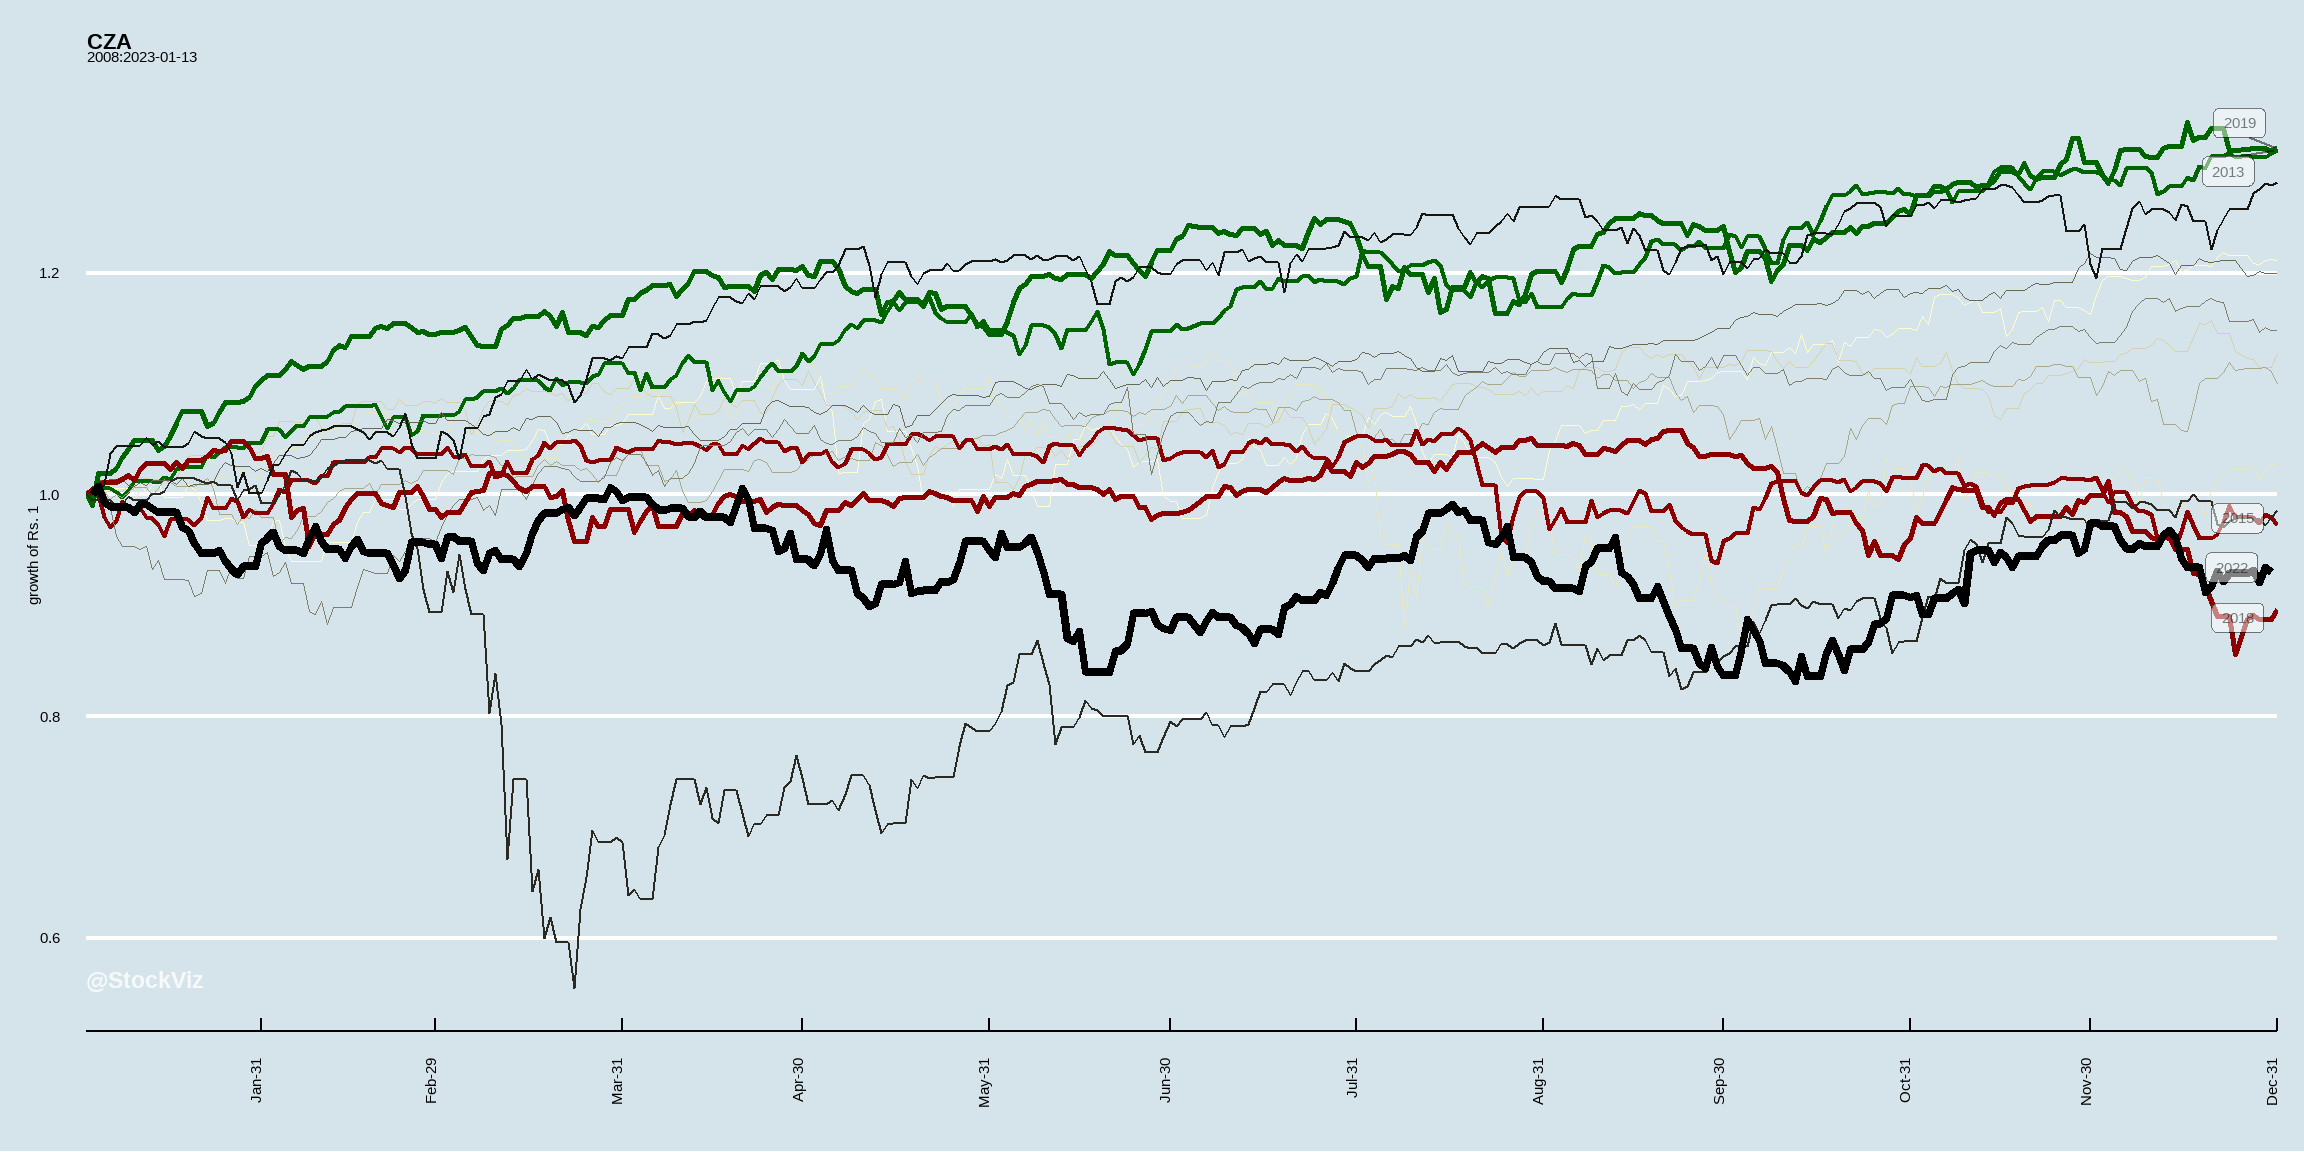 CZA
2008:2023-01-13
2019
2013
1.2
1.0
2015
growth of Rs. 1
2022
2018
0.8
0.6
@StockViz
Jan-31
Feb-29
Mar-31
Apr-30
May-31
Jun-30
Jul-31
Aug-31
Sep-30
Oct-31
Nov-30
Dec-31